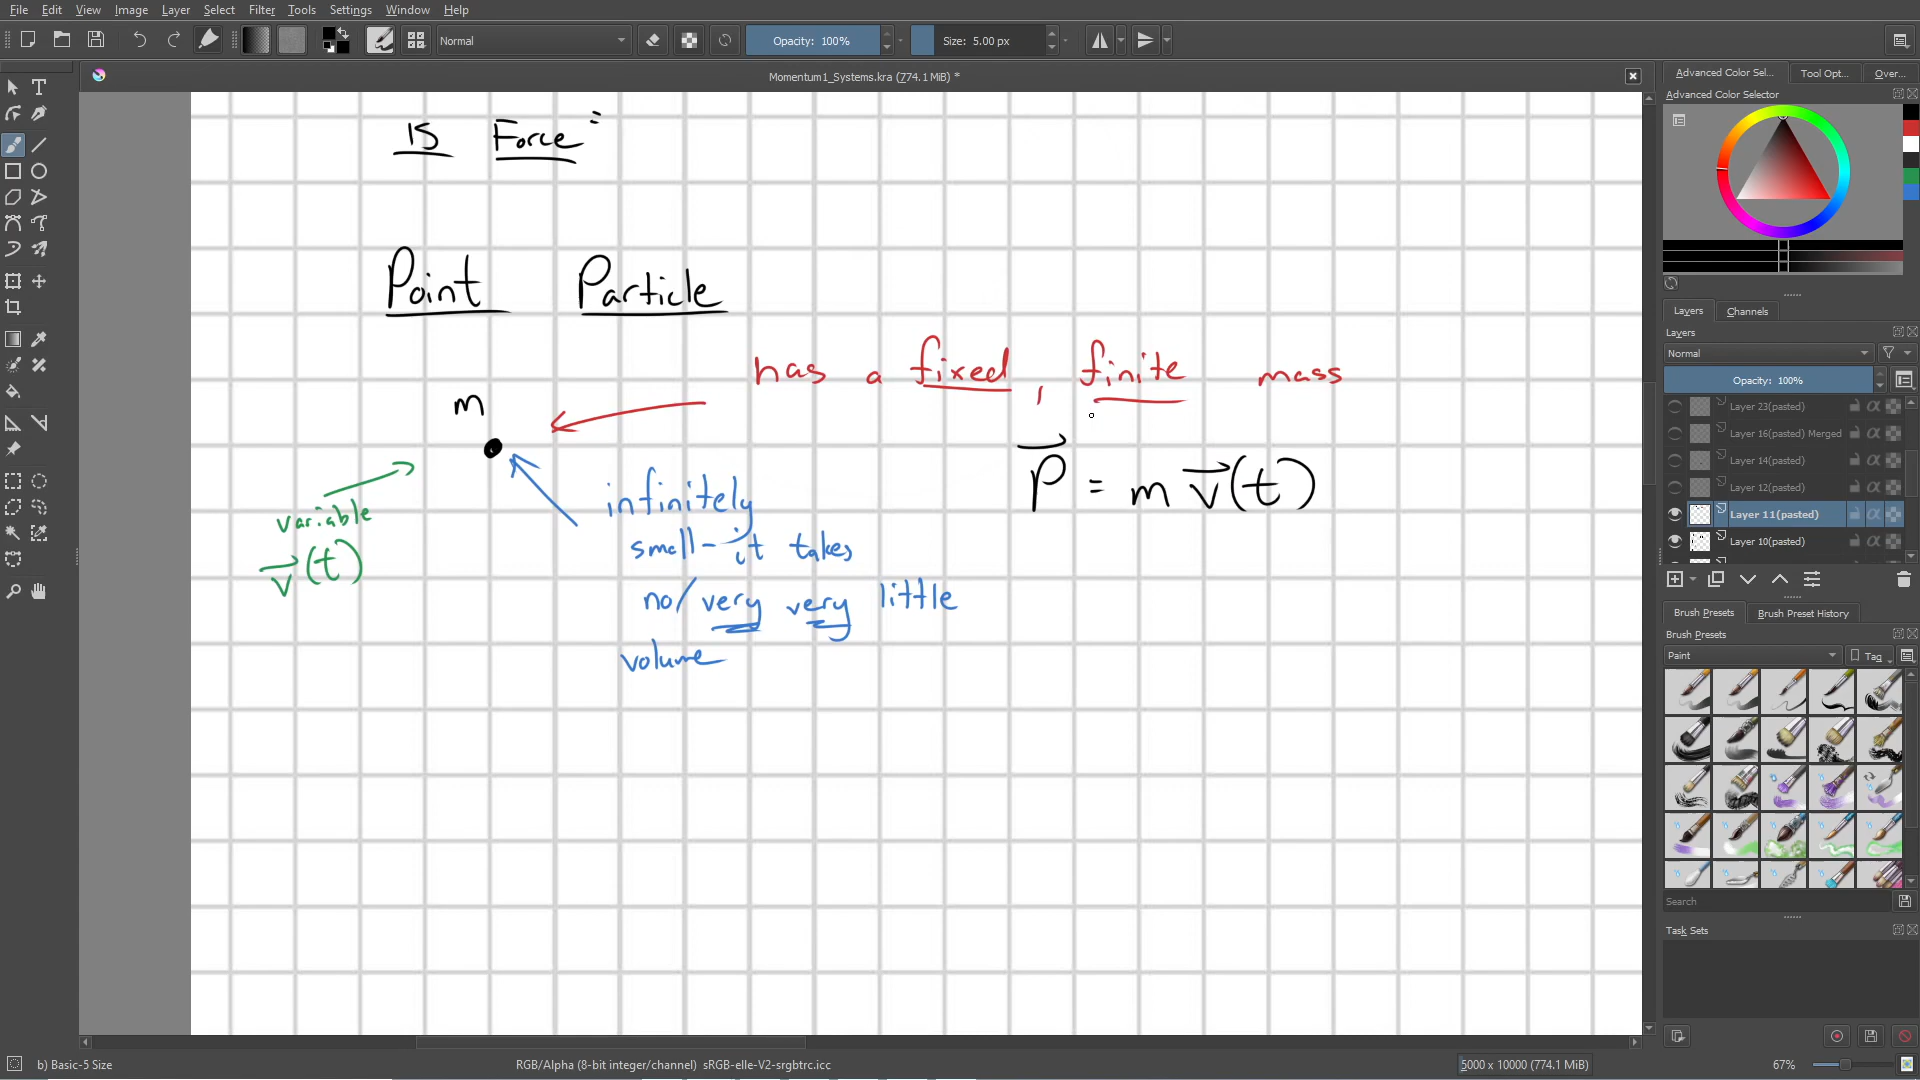 File Edit View Image Layer Select Filter Tools Settings Window Help
Normal
Opacity: 100%
Size: 5.00 px
Momentum1_Systems.kra (774.1 MiB) *
is Force =
Point Particle
has a fixed, finite mass
m
p = m v(t)
variable
v(t)
infinitely
small- it takes
no/very very little
volume
Advanced Color Sel... Tool Opt... Over...
Advanced Color Selector
Layers Channels
Layers
Normal
Opacity: 100%
Layer 23(pasted)
Layer 16(pasted) Merged
Layer 14(pasted)
Layer 12(pasted)
Layer 11(pasted)
Layer 10(pasted)
Brush Presets Brush Preset History
Brush Presets
Paint Tag
Search
Task Sets
b) Basic-5 Size
RGB/Alpha (8-bit integer/channel) sRGB-elle-V2-srgbtrc.icc
5000 x 10000 (774.1 MiB)
67%